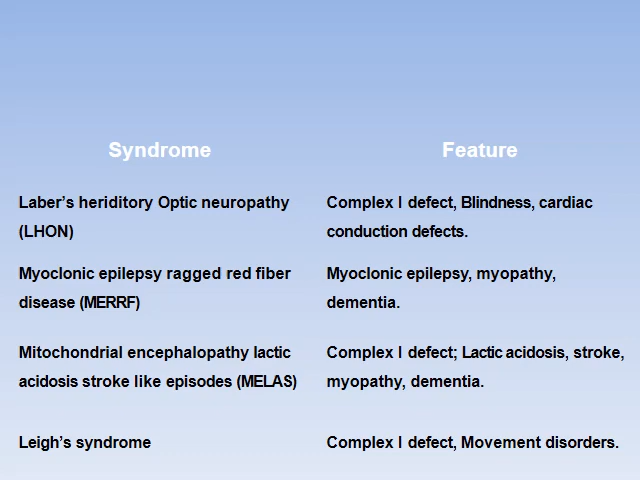 Syndrome Feature
Laber's heriditory Optic neuropathy
(LHON)
Complex I defect, Blindness, cardiac
conduction defects.
Myoclonic epilepsy ragged red fiber
disease (MERRF)
Myoclonic epilepsy, myopathy,
dementia.
Mitochondrial encephalopathy lactic
acidosis stroke like episodes (MELAS)
Complex I defect; Lactic acidosis, stroke,
myopathy, dementia.
Leigh's syndrome
Complex I defect, Movement disorders.